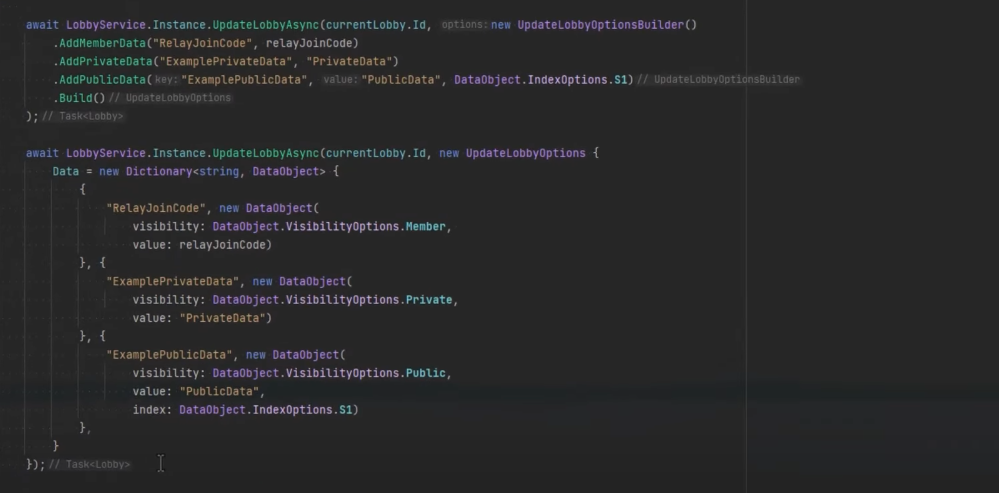 await LobbyService.Instance.UpdateLobbyAsync(currentLobby.Id, options: new UpdateLobbyOptionsBuilder()
.AddMemberData("RelayJoinCode", relayJoinCode)
.AddPrivateData("ExamplePrivateData", "PrivateData")
.AddPublicData( key: "ExamplePublicData", value: "PublicData", DataObject.IndexOptions.S1) // UpdateLobbyOptionsBuilder
.Build() // UpdateLobbyOptions
); // Task<Lobby>
await LobbyService.Instance.UpdateLobbyAsync(currentLobby.Id, new UpdateLobbyOptions {
Data = new Dictionary<string, DataObject> {
{
"RelayJoinCode", new DataObject(
visibility: DataObject.VisibilityOptions.Member,
value: relayJoinCode)
}, {
"ExamplePrivateData", new DataObject(
visibility: DataObject.VisibilityOptions.Private,
value: "PrivateData")
}, {
"ExamplePublicData", new DataObject(
visibility: DataObject.VisibilityOptions.Public,
value: "PublicData",
index: DataObject.IndexOptions.S1)
},
}
}); // Task<Lobby>